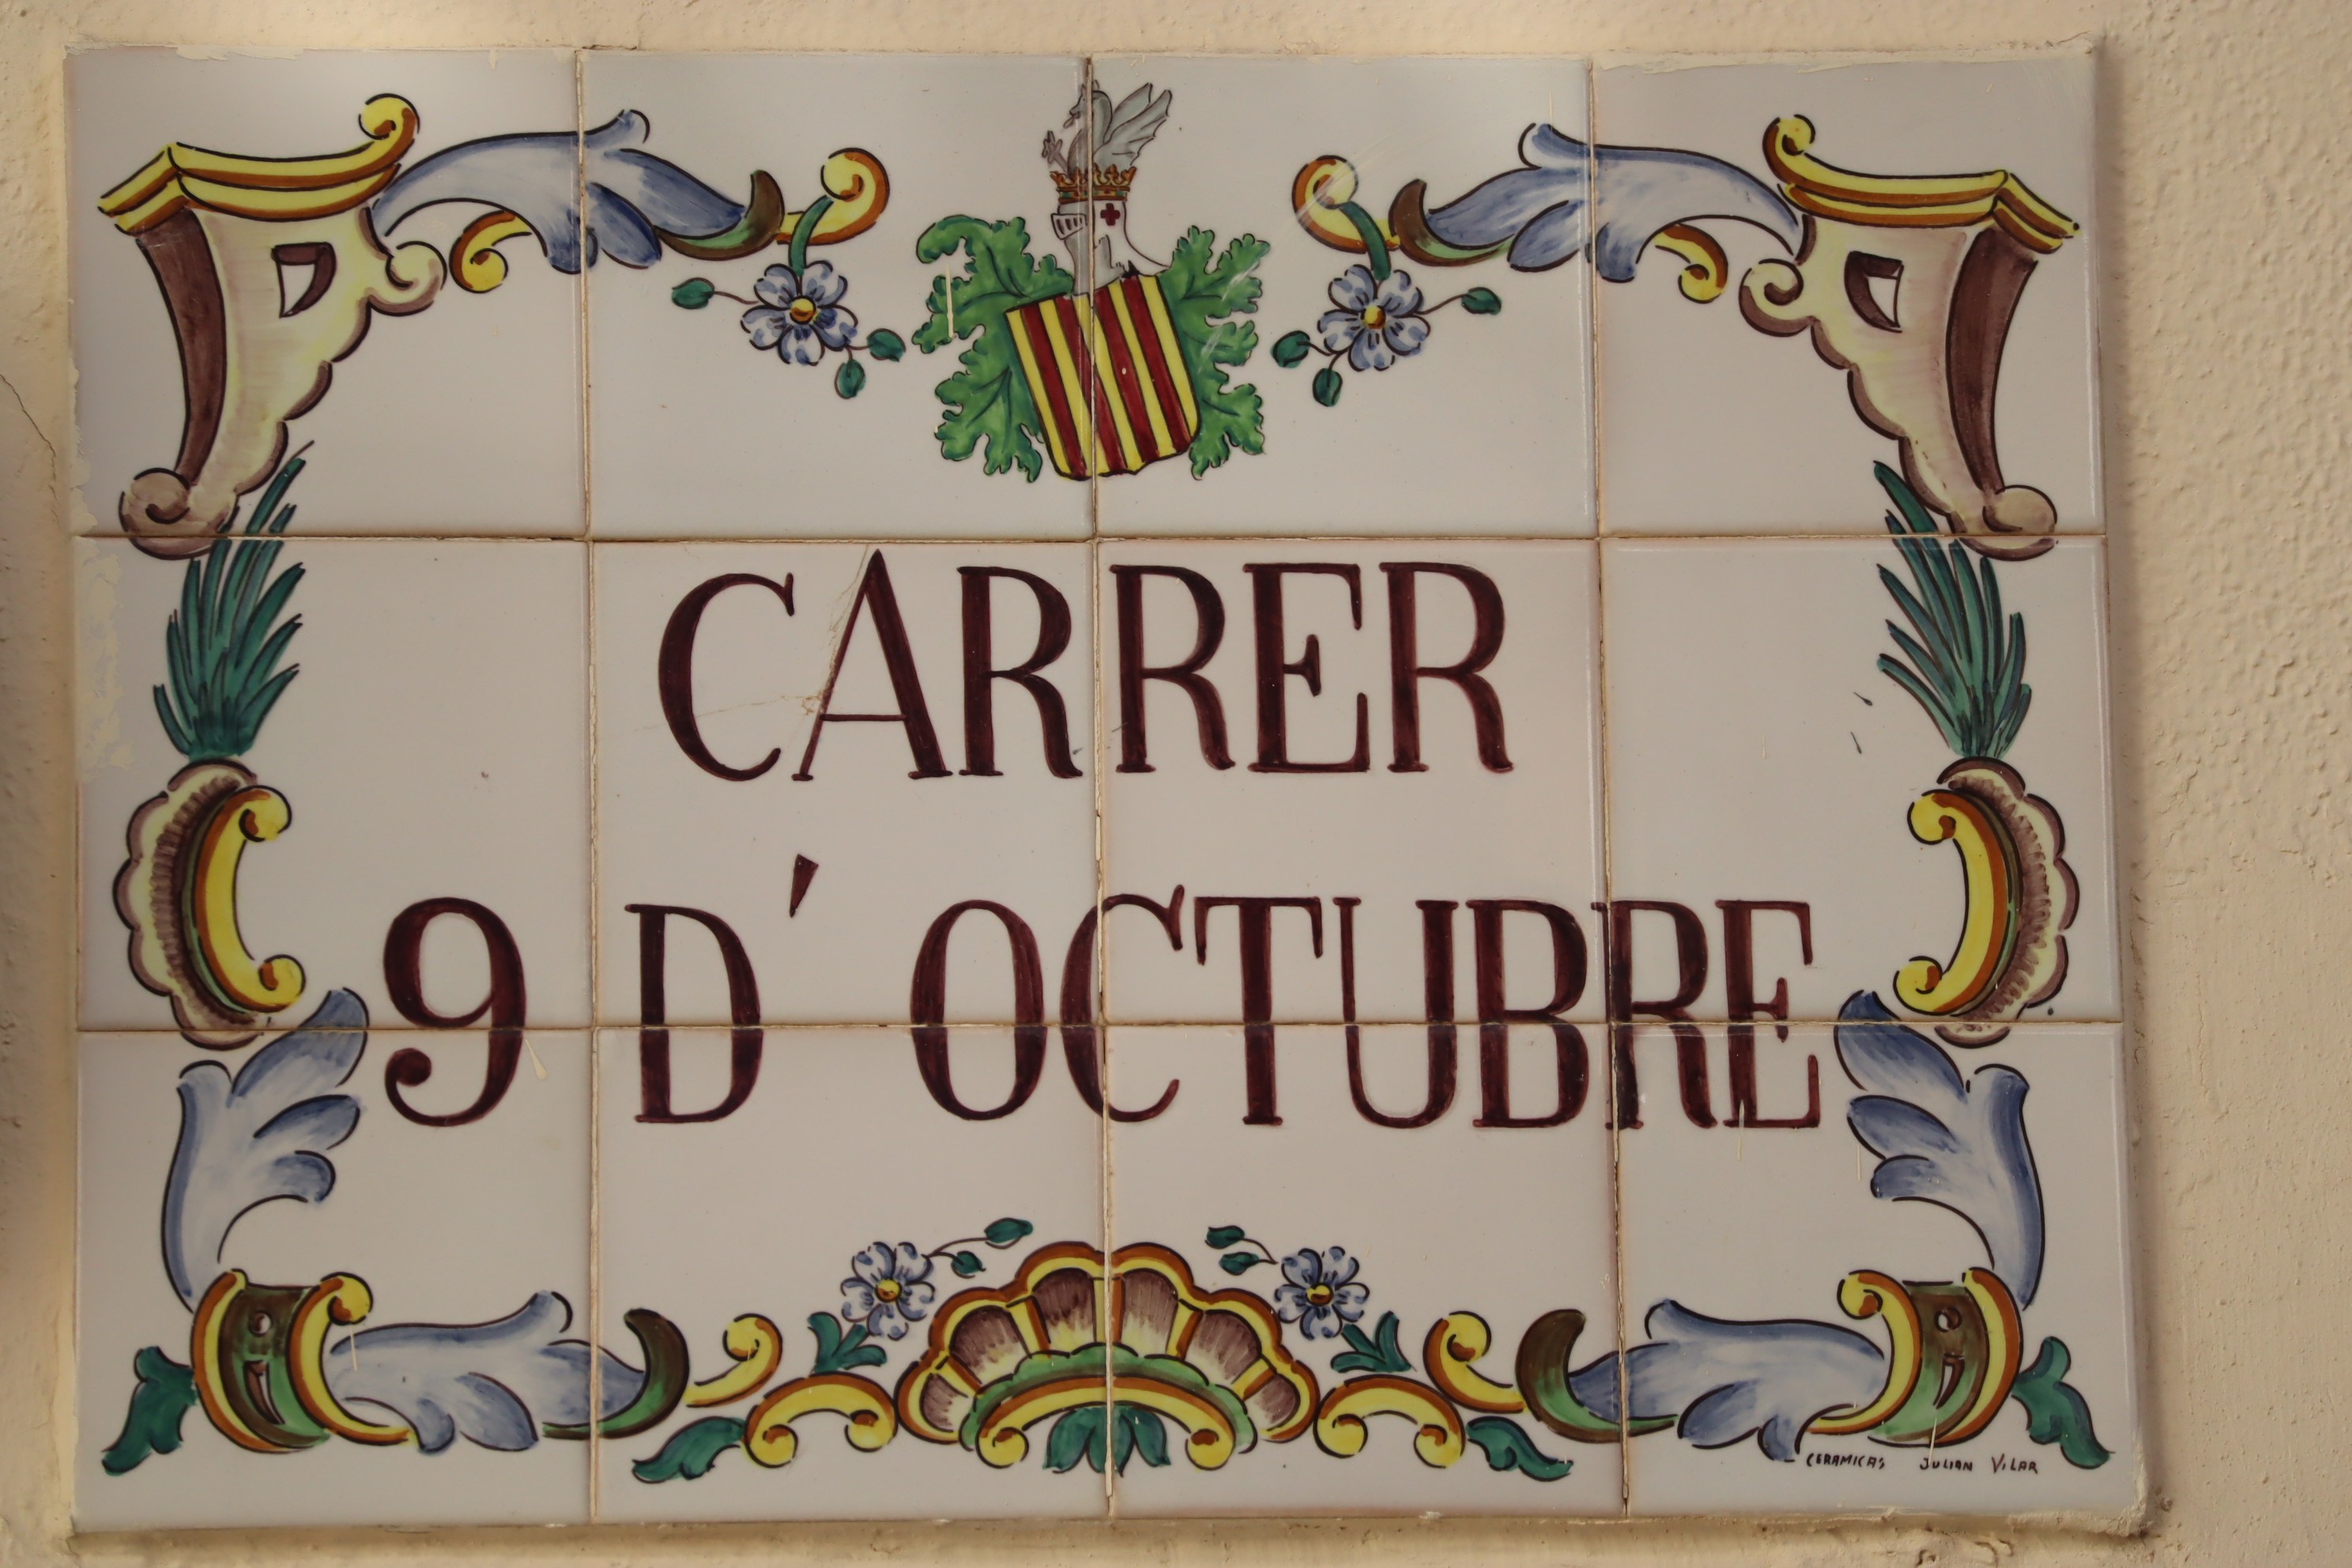 CARRER
9 D' OCTUBRE
CERAMICAS JULIAN VILAR